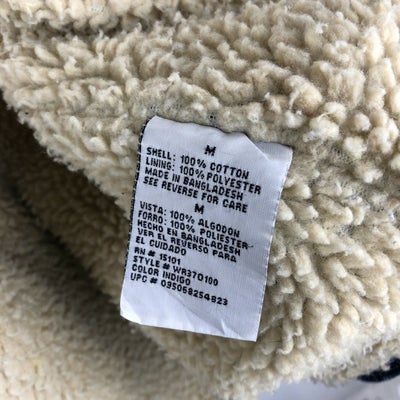 M
SHELL: 100% COTTON
LINING: 100% POLYESTER
MADE IN BANGLADESH
SEE REVERSE FOR CARE
M
VISTA: 100% ALGODON
FORRO: 100% POLIESTER
HECHO EN BANGLADESH
VER EL REVERSO PARA
EL CUIDADO
RN # 15101
STYLE # WR370100
COLOR INDIGO
UPC # 095068254823